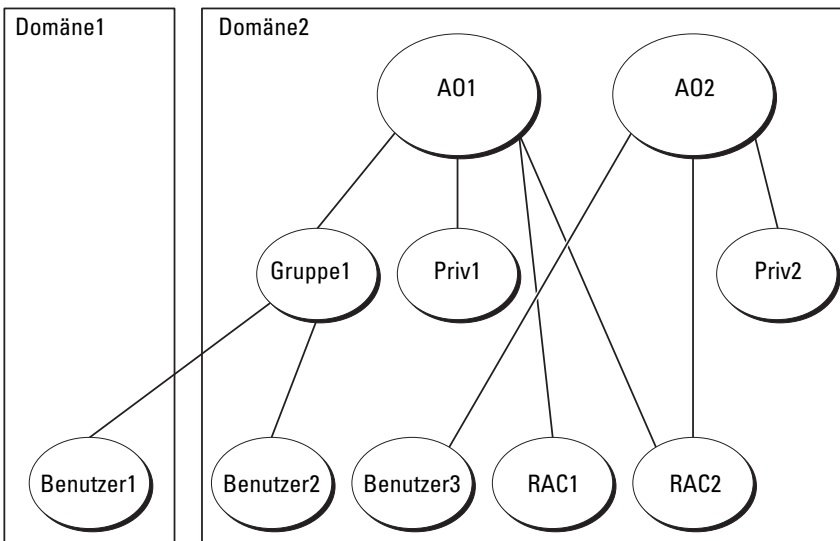 Domäne1
Domäne2
AO1
AO2
Gruppe1
Priv1
Priv2
Benutzer1
Benutzer2
Benutzer3
RAC1
RAC2